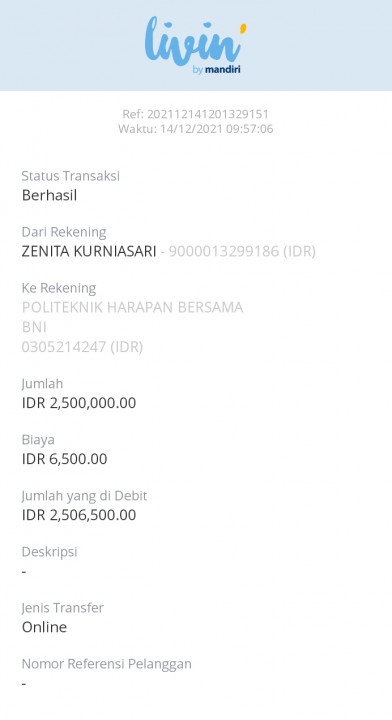 livin'
by mandiri
Ref: 202112141201329151
Waktu: 14/12/2021 09:57:06
Status Transaksi
Berhasil
Dari Rekening
ZENITA KURNIASARI - 9000013299186 (IDR)
Ke Rekening
POLITEKNIK HARAPAN BERSAMA
BNI
0305214247 (IDR)
Jumlah
IDR 2,500,000.00
Biaya
IDR 6,500.00
Jumlah yang di Debit
IDR 2,506,500.00
Deskripsi
-
Jenis Transfer
Online
Nomor Referensi Pelanggan
-